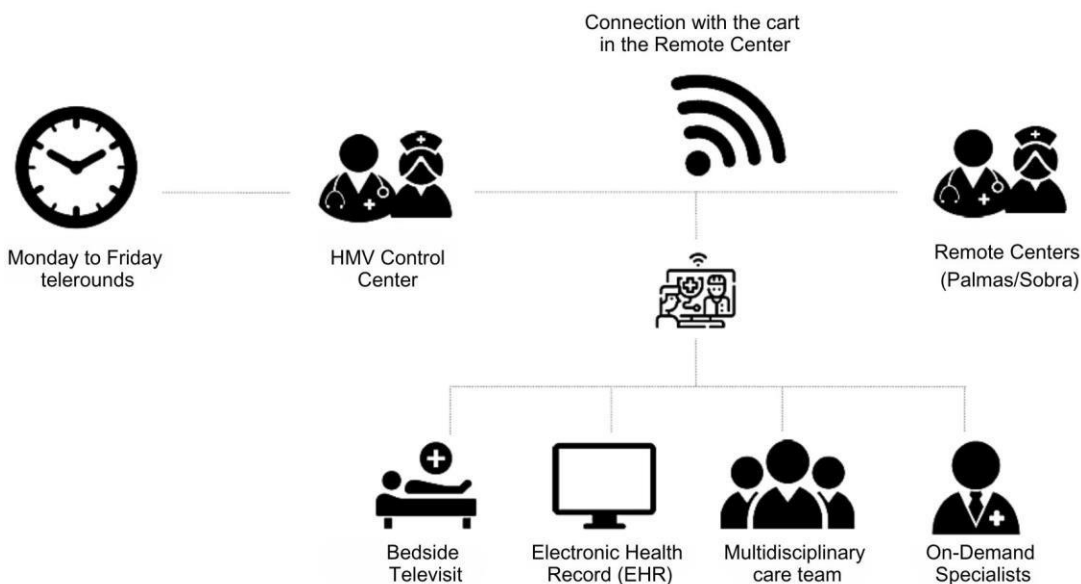 Connection with the cart
in the Remote Center
Monday to Friday
telerounds
HMV Control
Center
Remote Centers
(Palmas/Sobra)
Bedside
Televisit
Electronic Health
Record (EHR)
Multidisciplinary
care team
On-Demand
Specialists